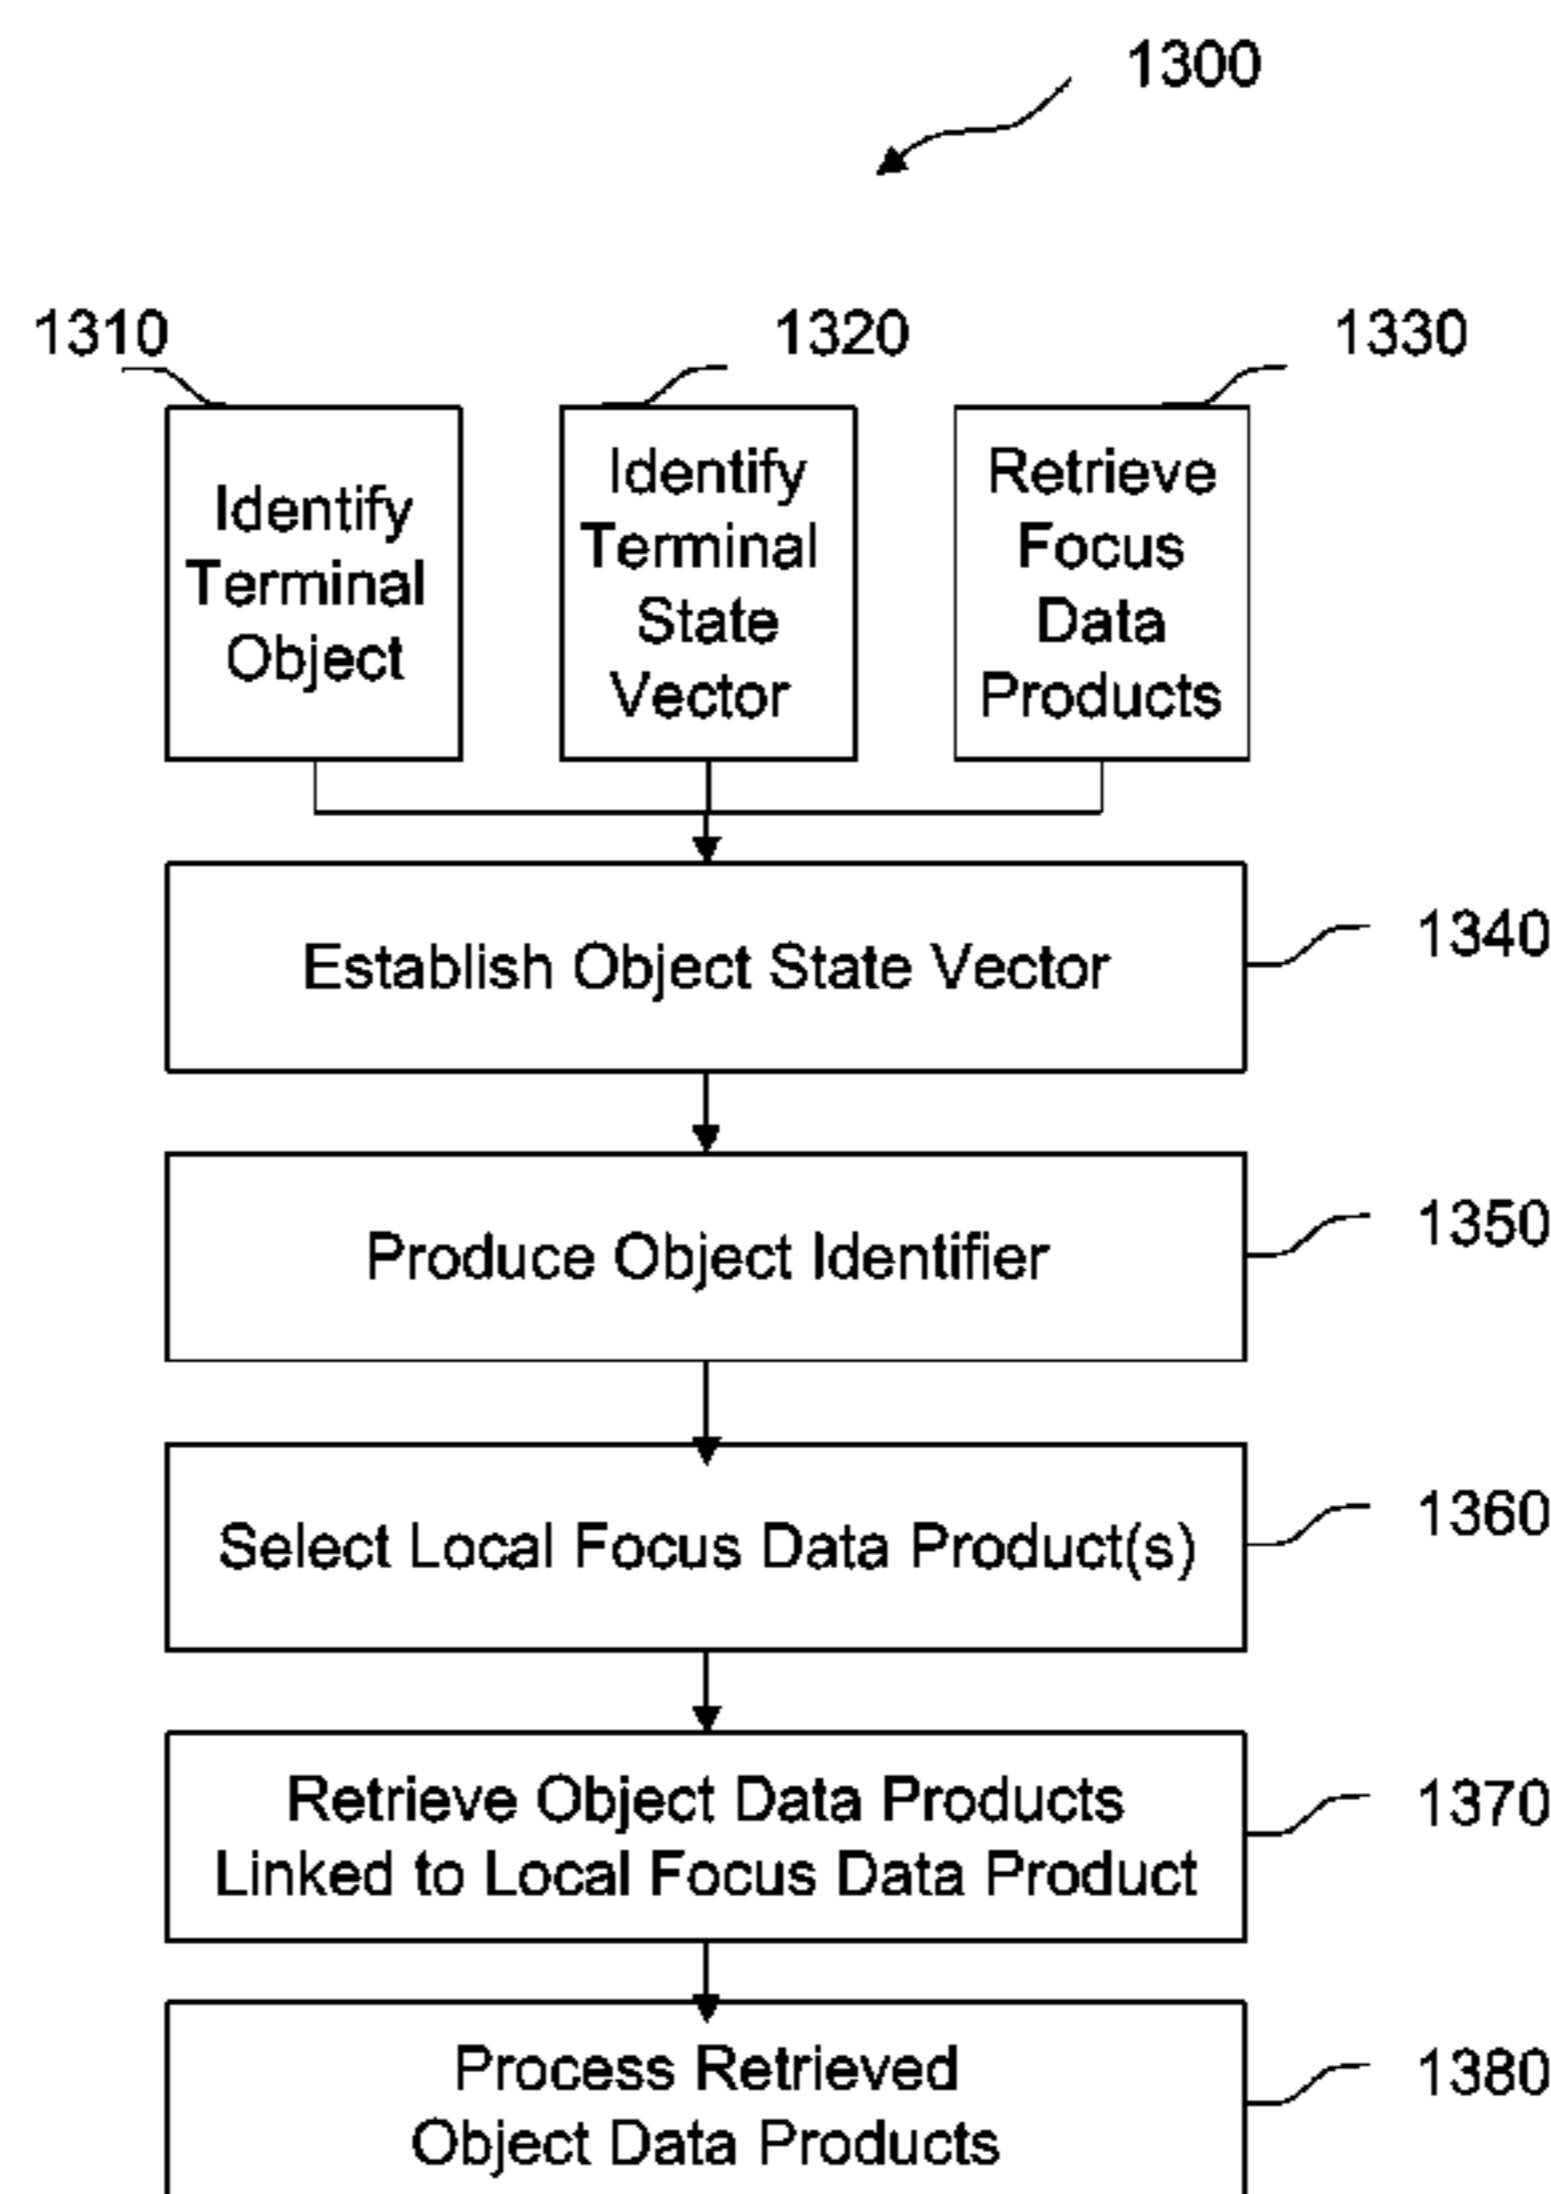 1300
1310
1320
1330
Identify
Terminal
Object
Identify
Terminal
State
Vector
Retrieve
Focus
Data
Products
Establish Object State Vector
1340
Produce Object Identifier
1350
Select Local Focus Data Product(s)
1360
Retrieve Object Data Products
Linked to Local Focus Data Product
1370
Process Retrieved
Object Data Products
1380